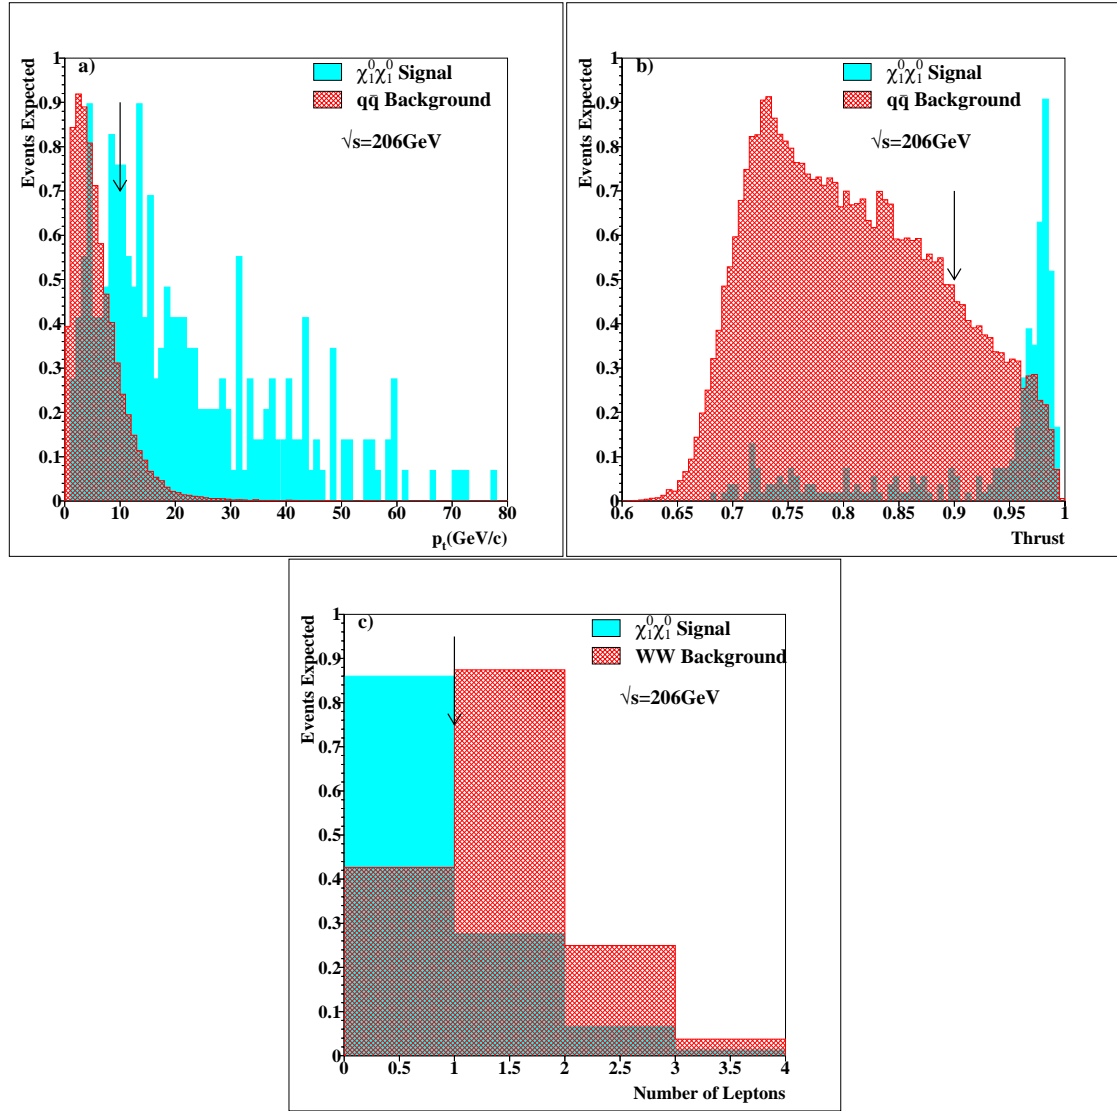 a)
χ₁⁰χ₁⁰ Signal
qq̄ Background
√s=206GeV
Events Expected
0 0.1 0.2 0.3 0.4 0.5 0.6 0.7 0.8 0.9 1
0 10 20 30 40 50 60 70 80
pₜ(GeV/c)
b)
χ₁⁰χ₁⁰ Signal
qq̄ Background
√s=206GeV
Events Expected
0 0.1 0.2 0.3 0.4 0.5 0.6 0.7 0.8 0.9 1
0.6 0.65 0.7 0.75 0.8 0.85 0.9 0.95 1
Thrust
c)
χ₁⁰χ₁⁰ Signal
WW Background
√s=206GeV
Events Expected
0 0.1 0.2 0.3 0.4 0.5 0.6 0.7 0.8 0.9 1
0 0.5 1 1.5 2 2.5 3 3.5 4
Number of Leptons